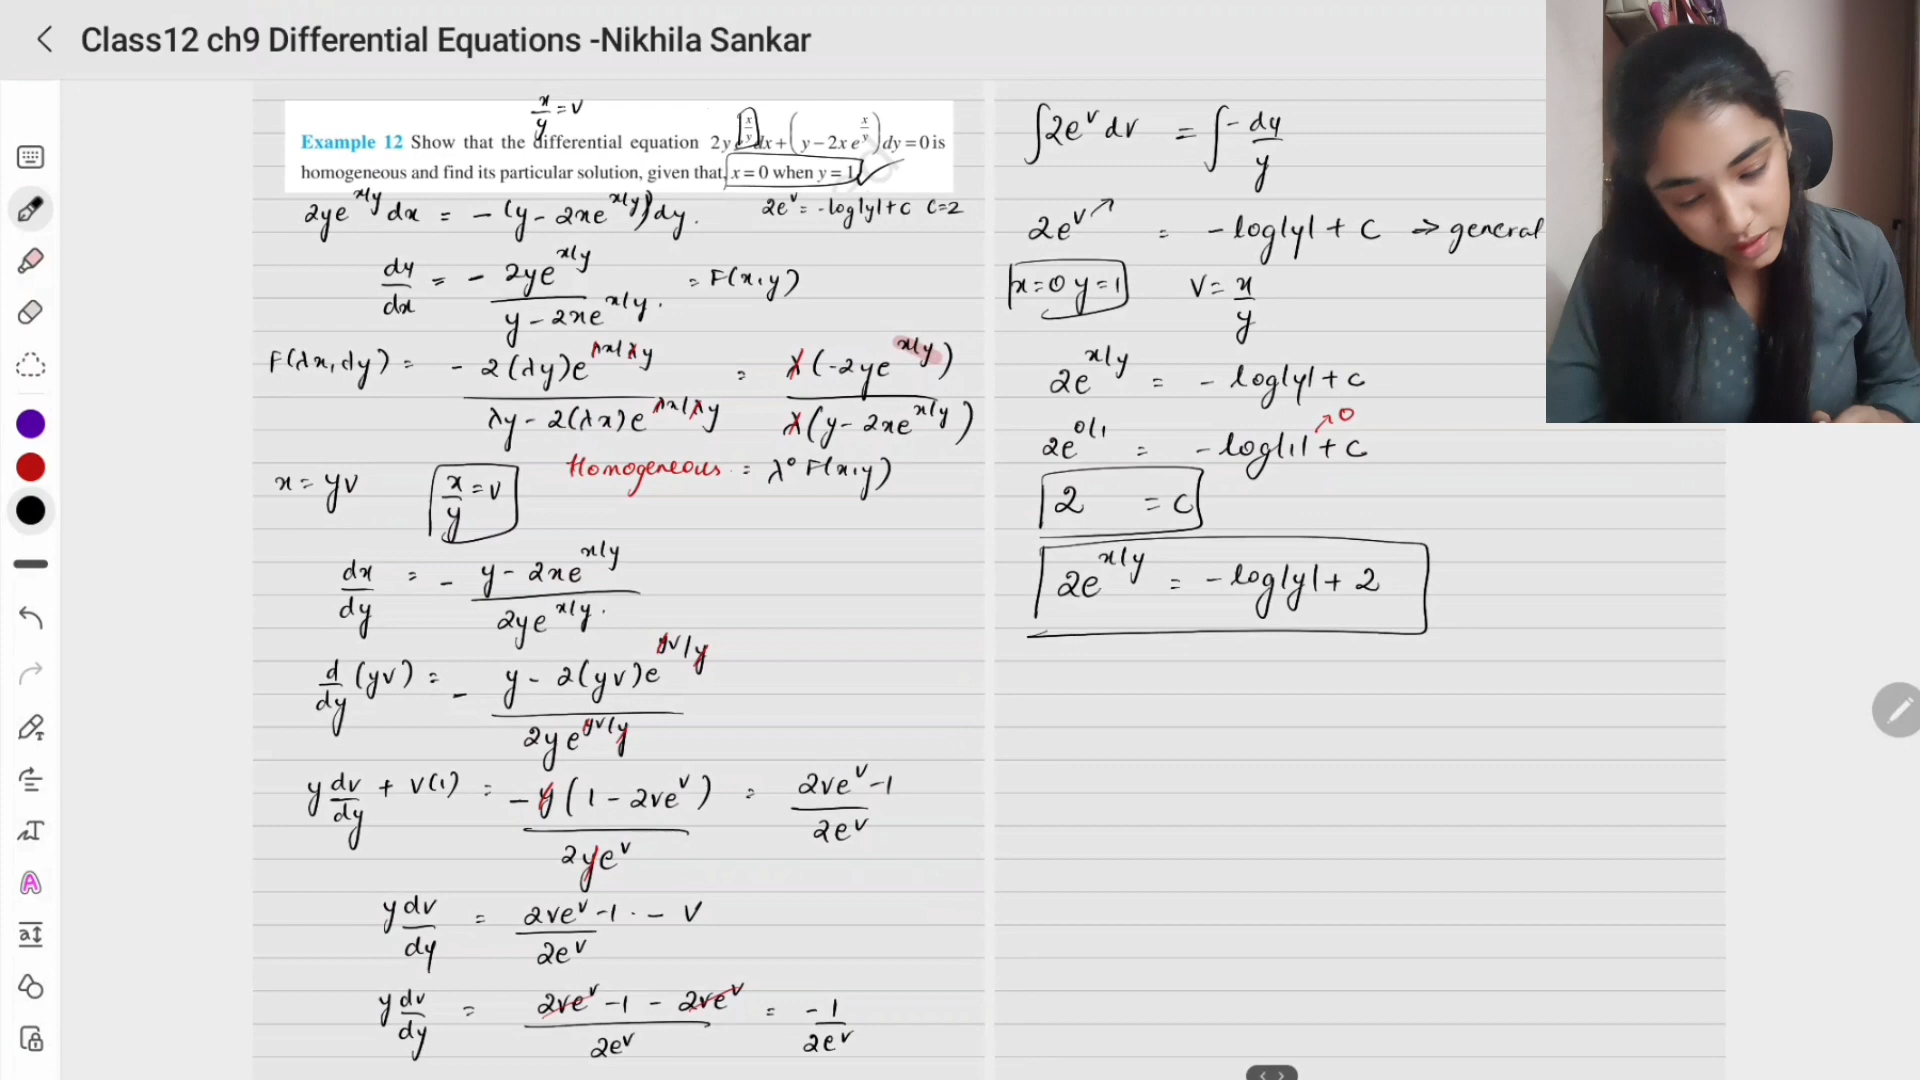 Class12 ch9 Differential Equations -Nikhila Sankar
x/y = v
Example 12 Show that the differential equation 2y e^(x/y) dx + (y − 2x e^(x/y)) dy = 0 is
homogeneous and find its particular solution, given that, x = 0 when y = 1.
2ye^(x/y) dx = - (y - 2xe^(x/y)) dy.
2e^v = -log|y| + c C=2
dy/dx = - 2ye^(x/y) / y - 2xe^(x/y). = F(x,y)
F(λx, dy) = - 2(λy)e^(λx/λy) / λy - 2(λx)e^(λx/λy) = λ(-2ye^(x/y)) / λ(y - 2xe^(x/y))
Homogeneous = λ° F(x,y)
x = yv x/y = v
dx/dy = - y - 2xe^(x/y) / 2ye^(x/y).
d/dy (yv) = - y - 2(yv)e^(yv/y) / 2ye^(yv/y)
y dv/dy + v(1) = -y(1 - 2ve^v) / 2ye^v = 2ve^v - 1 / 2e^v
y dv/dy = 2ve^v - 1 / 2e^v - v
y dv/dy = 2ve^v - 1 - 2ve^v / 2e^v = -1 / 2e^v
∫2e^v dv = ∫ - dy/y
2e^v = - log|y| + c ⇒ general
x=0 y=1 v = x/y
2e^(x/y) = - log|y| + c
2e^(0/1) = - log|1| + c → 0
2 = c
2e^(x/y) = - log|y| + 2